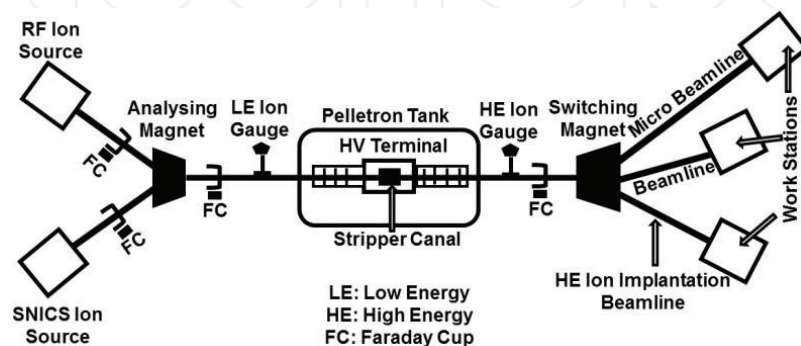 RF Ion
Source
Analysing
Magnet
LE Ion
Gauge
Pelletron Tank
HV Terminal
HE Ion
Gauge
Switching
Magnet
Micro Beamline
Work Stations
FC
FC
FC
FC
Beamline
Stripper Canal
SNICS Ion
Source
HE Ion Implantation
Beamline
LE: Low Energy
HE: High Energy
FC: Faraday Cup